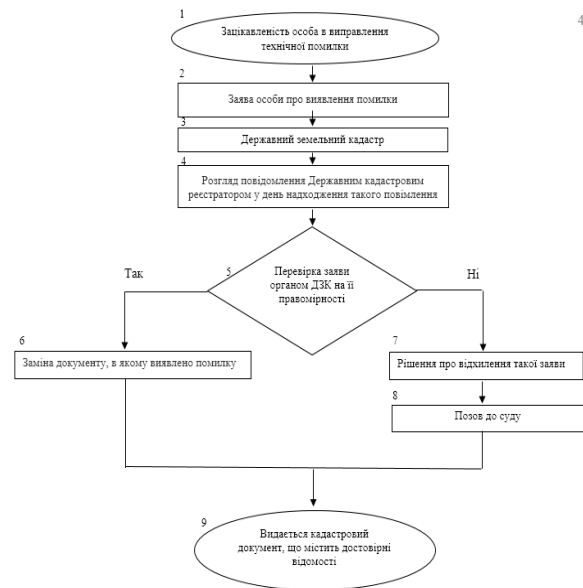 4
1
Зацікавленість особа в виправлення
технічної помилки
2
Заява особи про виявлення помилки
3
Державний земельний кадастр
4
Розгляд повідомлення Державним кадастровим
реєстратором у день надходження такого повімлення
Так
5
Перевірка заяви
органом ДЗК на її
правомірності
Ні
6
Заміна документу, в якому виявлено помилку
7
Рішення про відхилення такої заяви
8
Позов до суду
9
Видається кадастровий
документ, що містить достовірні
відомості